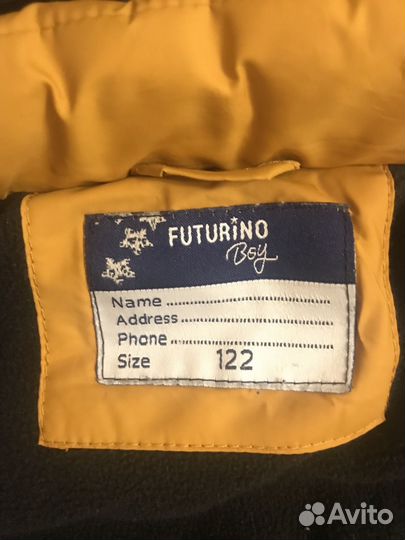 FUTURiNO
Boy
Name..........................
Address......................
Phone.........................
Size 122
Avito